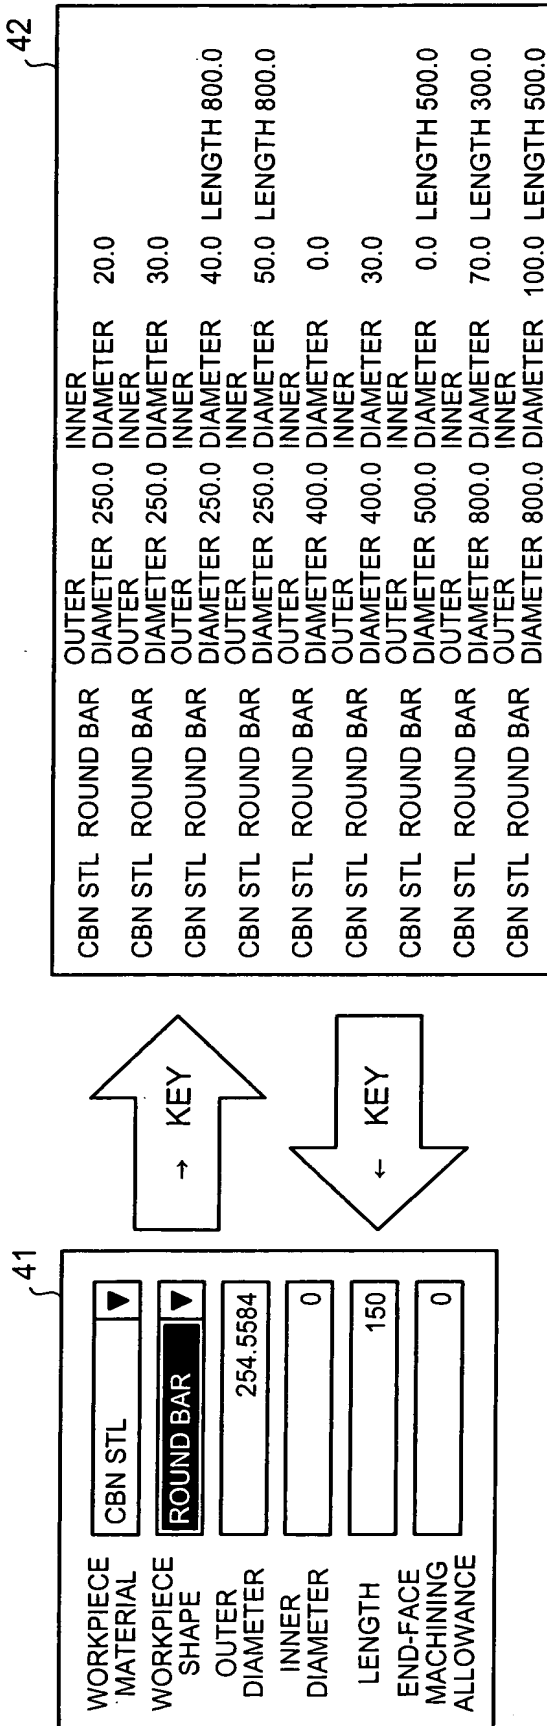 41
WORKPIECE
MATERIAL
CBN STL ▼
WORKPIECE
SHAPE
ROUND BAR ▼
OUTER
DIAMETER
254.5584
INNER
DIAMETER
0
LENGTH
150
END-FACE
MACHINING
ALLOWANCE
0
→ KEY
← KEY
42
OUTER INNER
CBN STL ROUND BAR DIAMETER 250.0 DIAMETER 20.0
OUTER INNER
CBN STL ROUND BAR DIAMETER 250.0 DIAMETER 30.0
OUTER INNER
CBN STL ROUND BAR DIAMETER 250.0 DIAMETER 40.0 LENGTH 800.0
OUTER INNER
CBN STL ROUND BAR DIAMETER 250.0 DIAMETER 50.0 LENGTH 800.0
OUTER INNER
CBN STL ROUND BAR DIAMETER 400.0 DIAMETER 0.0
OUTER INNER
CBN STL ROUND BAR DIAMETER 400.0 DIAMETER 30.0
OUTER INNER
CBN STL ROUND BAR DIAMETER 500.0 DIAMETER 0.0 LENGTH 500.0
OUTER INNER
CBN STL ROUND BAR DIAMETER 800.0 DIAMETER 70.0 LENGTH 300.0
OUTER INNER
CBN STL ROUND BAR DIAMETER 800.0 DIAMETER 100.0 LENGTH 500.0